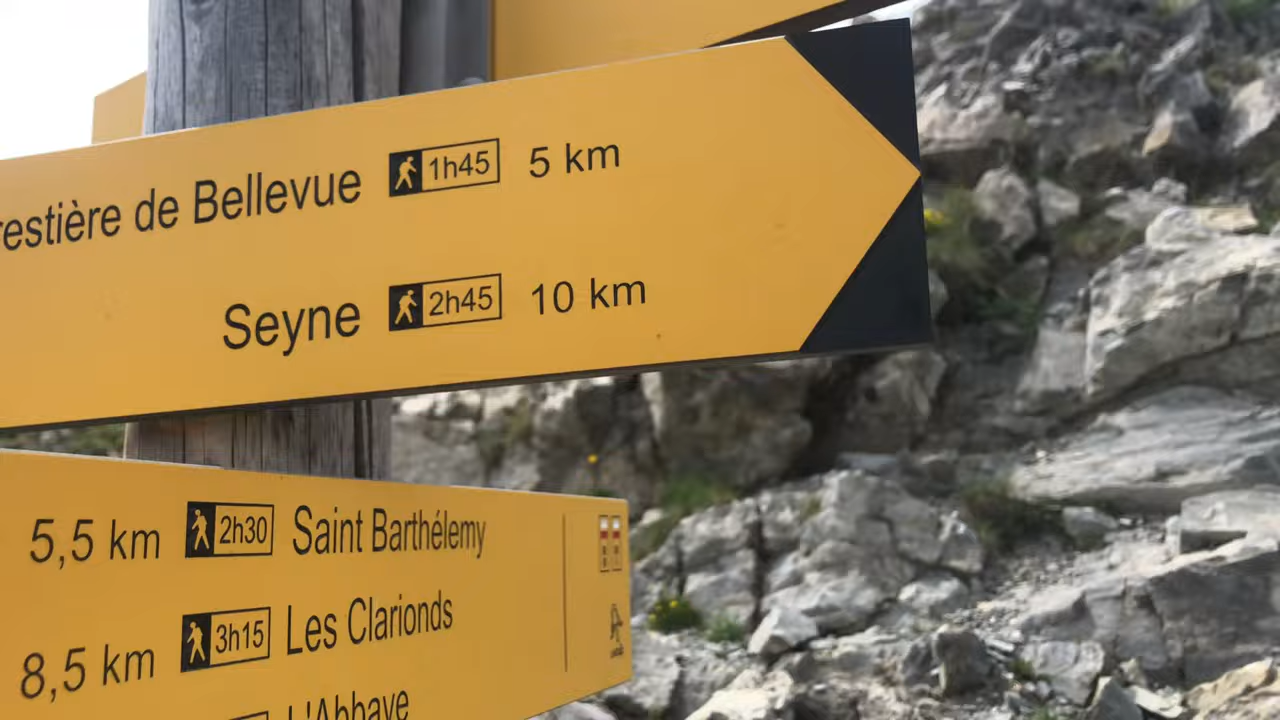 de Bellevue 1h45 5 km
Seyne 2h45 10 km
5,5 km 2h30 Saint Barthélemy
8,5 km 3h15 Les Clarionds
L'Abbaye